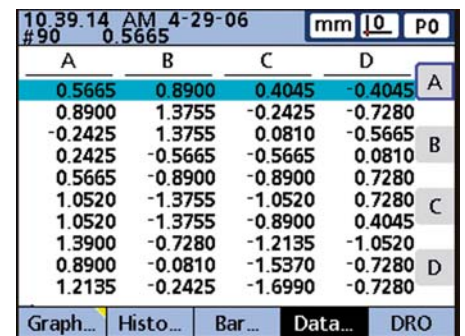 10.39.14 AM 4-29-06 mm 0 P0
#90 0.5665
A B C D
0.5665 0.8900 0.4045 -0.4045 A
0.8900 1.3755 -0.2425 -0.7280
-0.2425 1.3755 0.0810 -0.5665
0.2425 -0.5665 -0.5665 0.0810 B
0.5665 -0.8900 -0.8900 0.7280
1.0520 -1.3755 -1.0520 0.7280
1.0520 -1.3755 -0.8900 0.4045 C
1.3900 -0.7280 -1.2135 -1.0520
0.8900 -0.0810 -1.5370 -0.7280 D
1.2135 -0.2425 -1.6990 -0.7280
Graph... Histo... Bar... Data... DRO